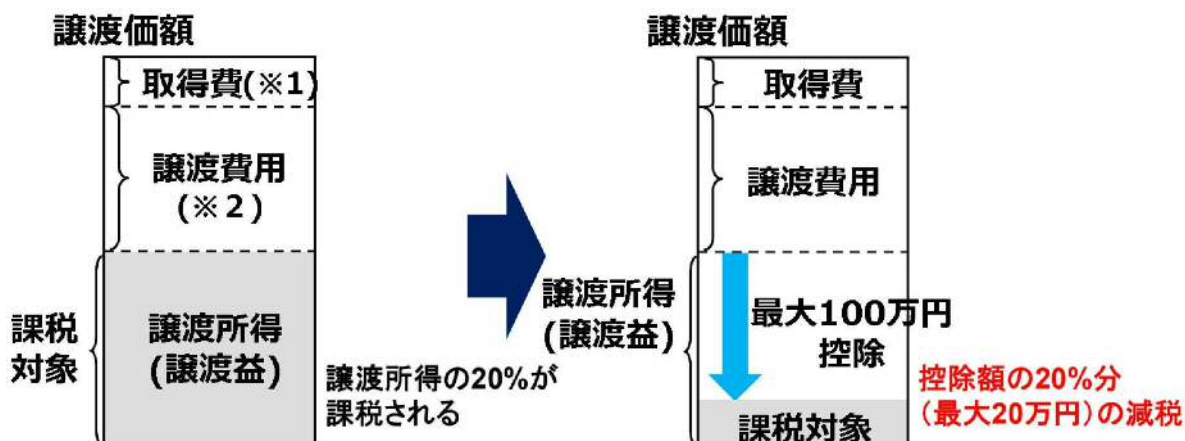 譲渡価額
取得費(※1)
譲渡費用
(※2)
課税
対象
譲渡所得
(譲渡益)
譲渡所得の20%が
課税される
譲渡価額
取得費
譲渡費用
譲渡所得
(譲渡益)
最大100万円
控除
課税対象
控除額の20%分
(最大20万円)の減税